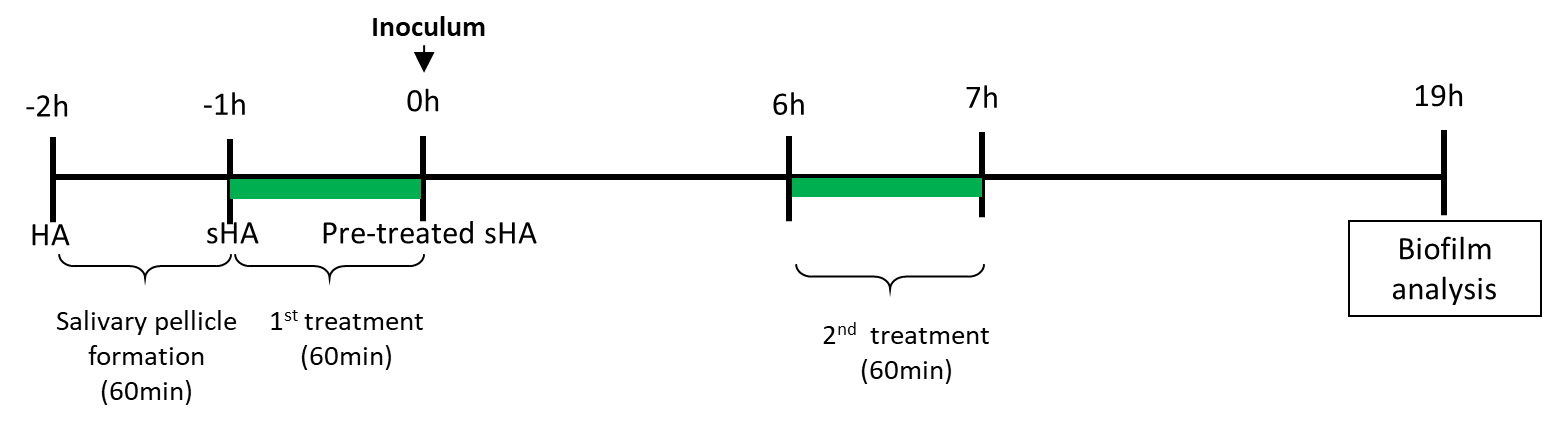 Inoculum
-2h
-1h
0h
6h
7h
19h
HA
sHA
Pre-treated sHA
Salivary pellicle
formation
(60min)
1st treatment
(60min)
2nd treatment
(60min)
Biofilm
analysis